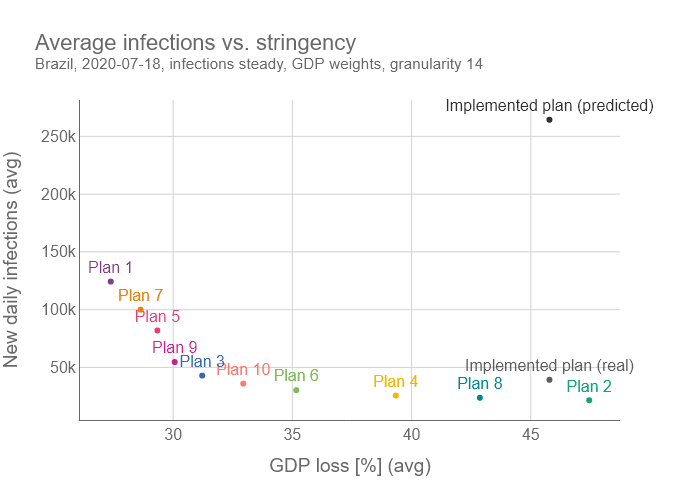 Average infections vs. stringency
Brazil, 2020-07-18, infections steady, GDP weights, granularity 14
Implemented plan (predicted)
250k
200k
150k
100k
50k
New daily infections (avg)
Plan 1
Plan 7
Plan 5
Plan 9
Plan 3
Plan 10
Plan 6
Plan 4
Plan 8
Implemented plan (real)
Plan 2
30
35
40
45
GDP loss [%] (avg)